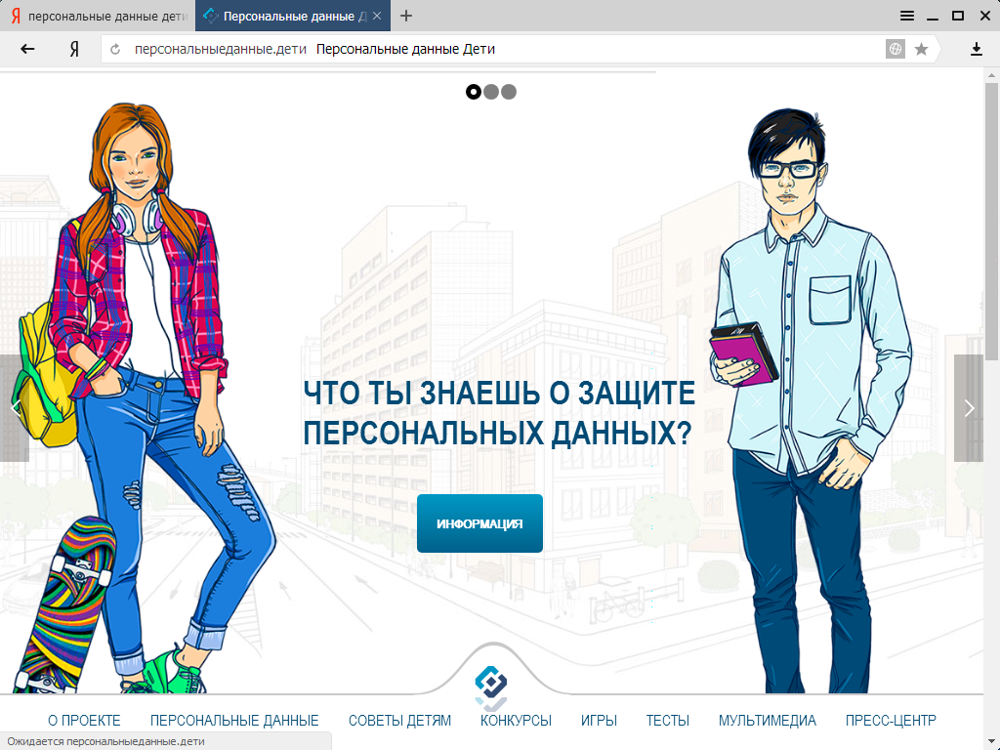 Я персональные данные дети
Персональные данные Д
Я персональныеданные.дети Персональные данные Дети
ЧТО ТЫ ЗНАЕШЬ О ЗАЩИТЕ
ПЕРСОНАЛЬНЫХ ДАННЫХ?
ИНФОРМАЦИЯ
О ПРОЕКТЕ ПЕРСОНАЛЬНЫЕ ДАННЫЕ СОВЕТЫ ДЕТЯМ КОНКУРСЫ ИГРЫ ТЕСТЫ МУЛЬТИМЕДИА ПРЕСС-ЦЕНТР
Ожидается персональныеданные.дети